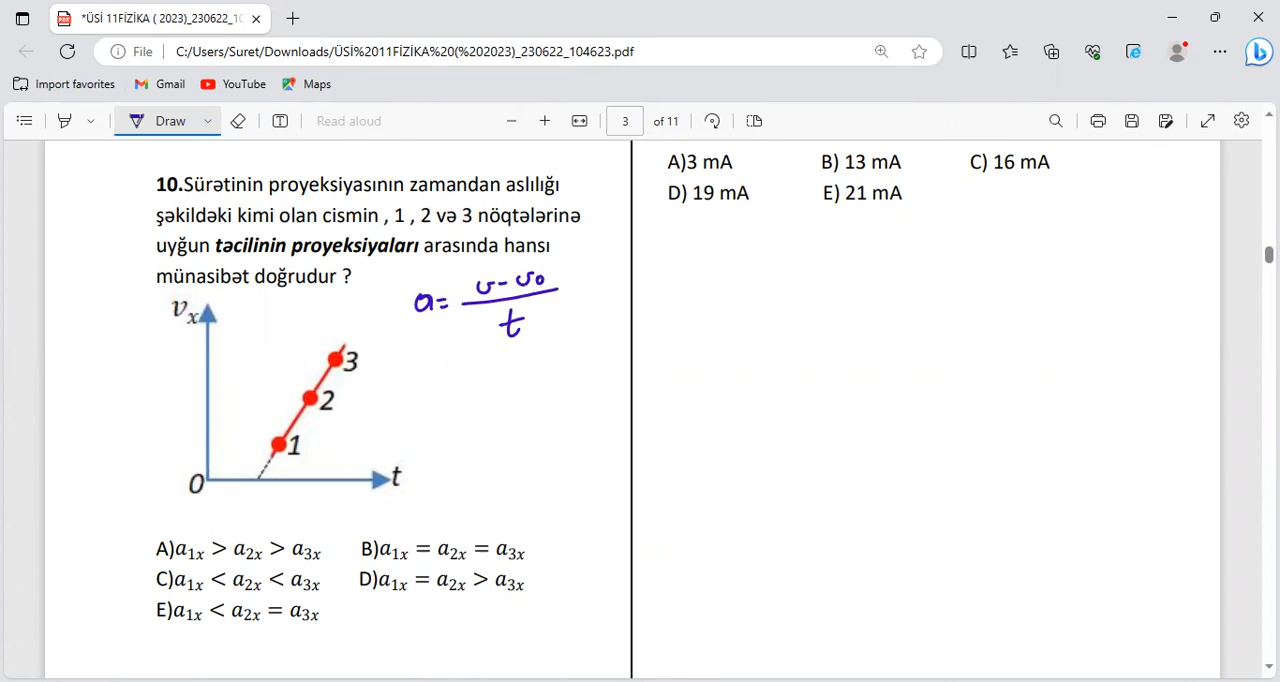 *ÜSİ 11FİZİKA ( 2023)_230622_10
File
C:/Users/Suret/Downloads/ÜSİ%2011FİZİKA%20(%202023)_230622_104623.pdf
Import favorites
Gmail
YouTube
Maps
Draw
Read aloud
3
of 11
10.Sürətinin proyeksiyasının zamandan aslılığı
şəkildəki kimi olan cismin , 1 , 2 və 3 nöqtələrinə
uyğun təcilinin proyeksiyaları arasında hansı
münasibət doğrudur ?
a= (v-v₀)/t
vₓ
3
2
1
0
t
A)a₁ₓ > a₂ₓ > a₃ₓ B)a₁ₓ = a₂ₓ = a₃ₓ
C)a₁ₓ < a₂ₓ < a₃ₓ D)a₁ₓ = a₂ₓ > a₃ₓ
E)a₁ₓ < a₂ₓ = a₃ₓ
A)3 mA B) 13 mA C) 16 mA
D) 19 mA E) 21 mA